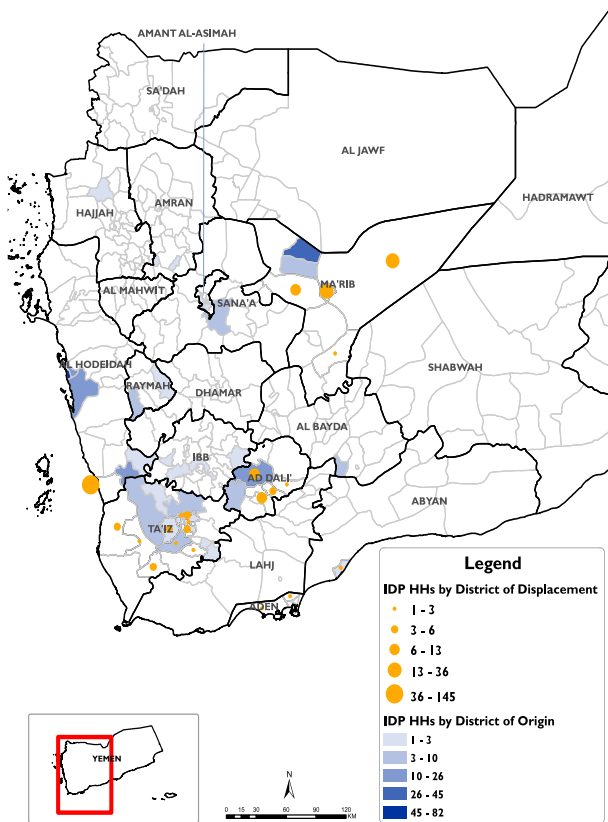 AMANT AL-ASIMAH
SA'DAH
AL JAWF
HADRAMAWT
AMRAN
HAJJAH
MA'RIB
AL MAHWIT
SANA'A
AL HODEIDAH
SHABWAH
RAYMAH
DHAMAR
AL BAYDA
IBB
AD DALI'
ABYAN
TA'IZ
LAHJ
ADEN
Legend
IDP HHs by District of Displacement
1 - 3
3 - 6
6 - 13
13 - 36
36 - 145
IDP HHs by District of Origin
1 - 3
3 - 10
10 - 26
26 - 45
45 - 82
YEMEN
N
0 15 30 60 90 120
KM